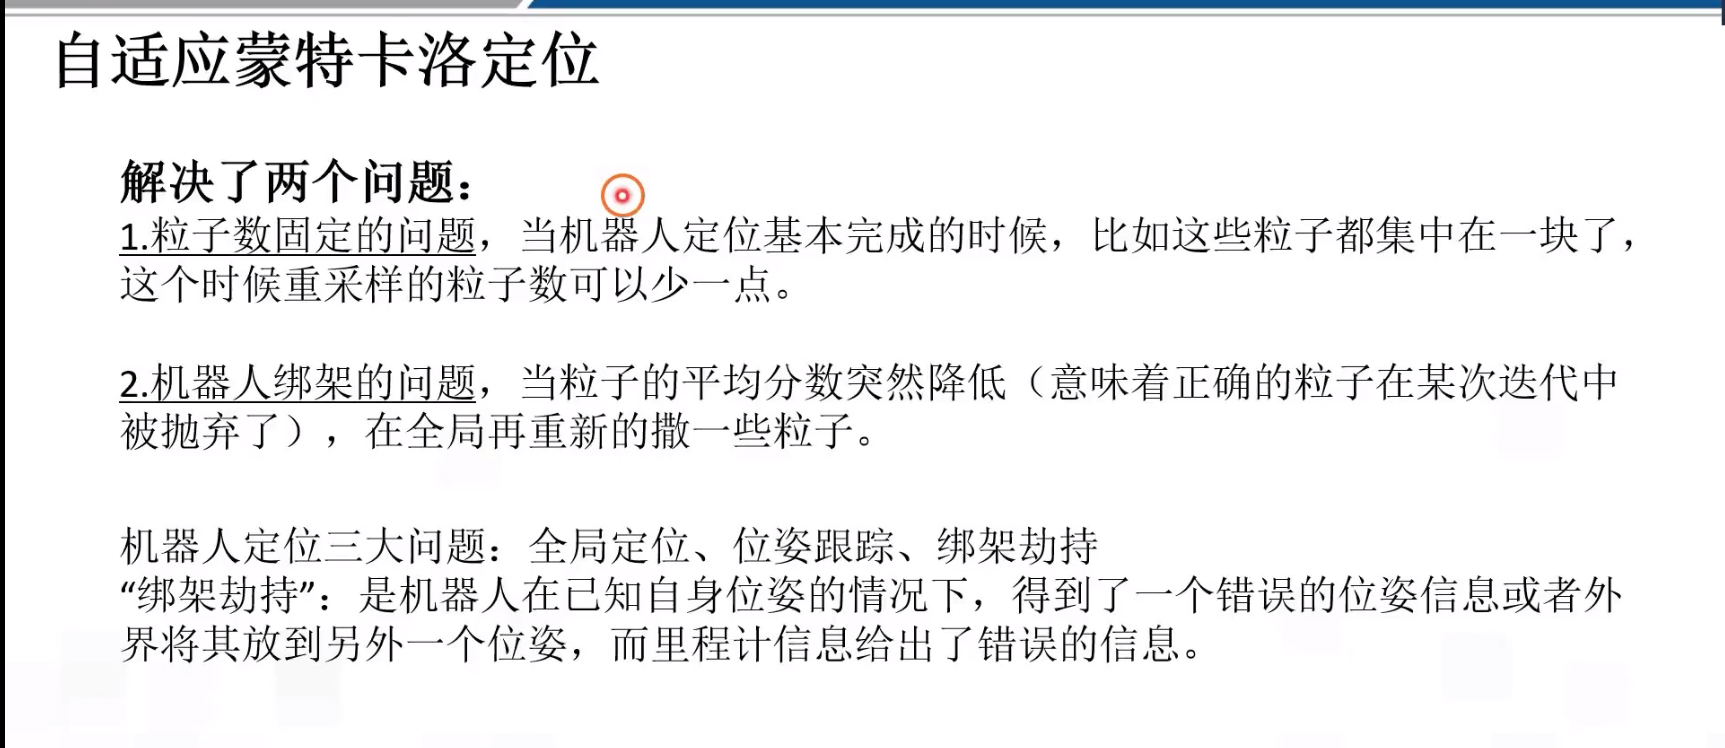 自适应蒙特卡洛定位
解决了两个问题：
1.粒子数固定的问题，当机器人定位基本完成的时候，比如这些粒子都集中在一块了，
这个时候重采样的粒子数可以少一点。
2.机器人绑架的问题，当粒子的平均分数突然降低（意味着正确的粒子在某次迭代中
被抛弃了），在全局再重新的撒一些粒子。
机器人定位三大问题：全局定位、位姿跟踪、绑架劫持
“绑架劫持”：是机器人在已知自身位姿的情况下，得到了一个错误的位姿信息或者外
界将其放到另外一个位姿，而里程计信息给出了错误的信息。